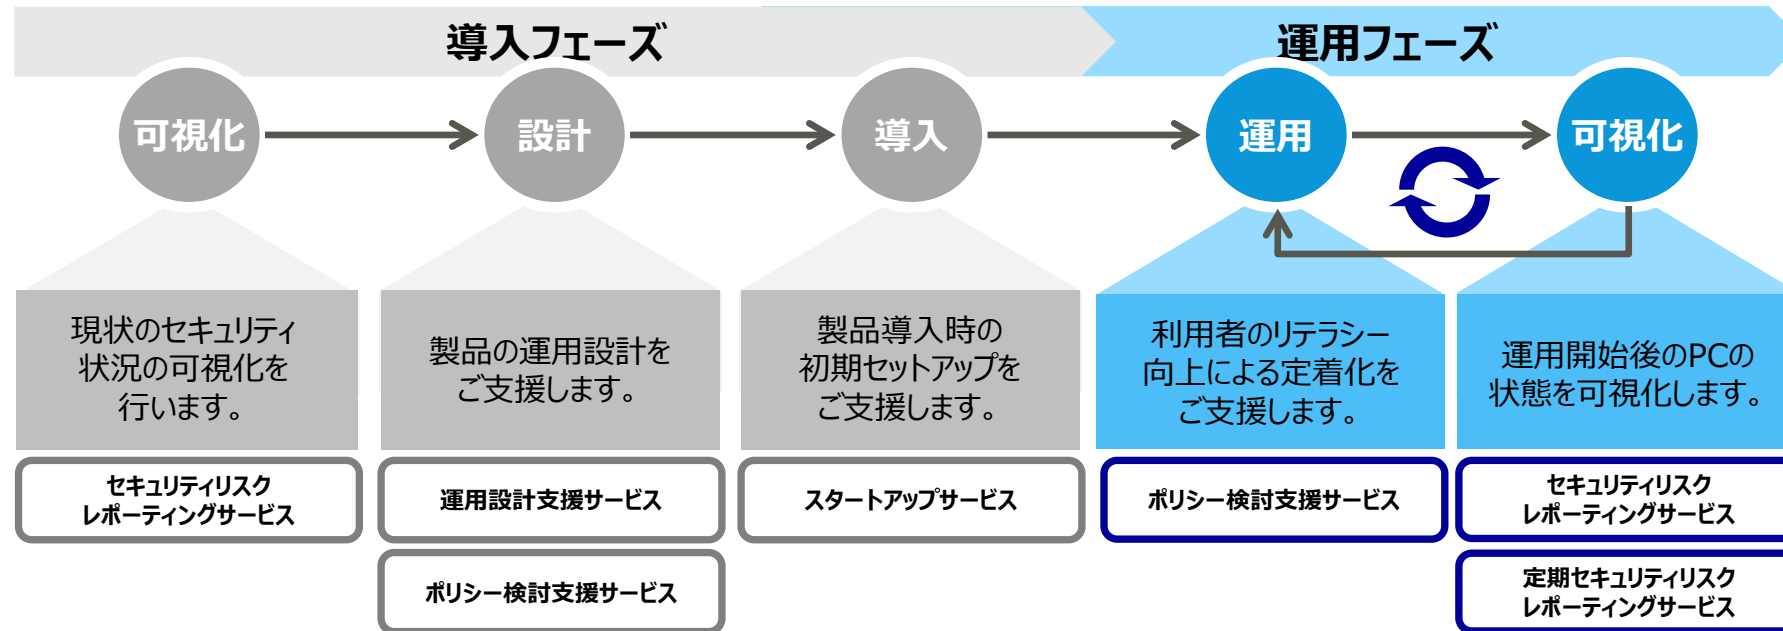 導入フェーズ
運用フェーズ
可視化
設計
導入
運用
可視化
現状のセキュリティ
状況の可視化を
行います。
製品の運用設計を
ご支援します。
製品導入時の
初期セットアップを
ご支援します。
利用者のリテラシー
向上による定着化を
ご支援します。
運用開始後のPCの
状態を可視化します。
セキュリティリスク
レポーティングサービス
運用設計支援サービス
スタートアップサービス
ポリシー検討支援サービス
セキュリティリスク
レポーティングサービス
ポリシー検討支援サービス
定期セキュリティリスク
レポーティングサービス